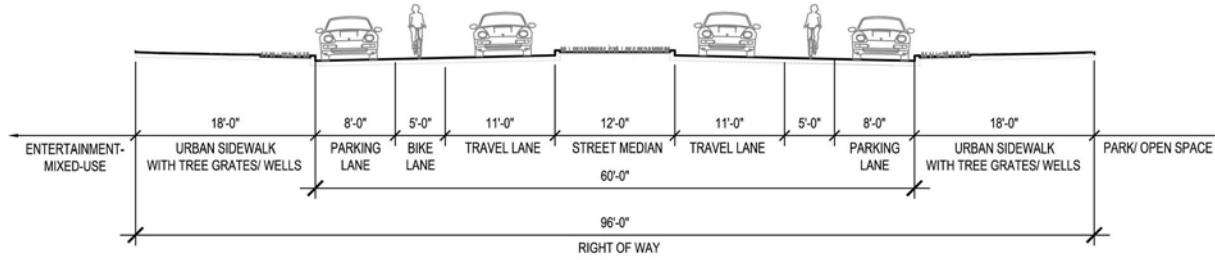 18'-0" 8'-0" 5'-0" 11'-0" 12'-0" 11'-0" 5'-0" 8'-0" 18'-0"
ENTERTAINMENT- URBAN SIDEWALK PARKING BIKE TRAVEL LANE STREET MEDIAN TRAVEL LANE PARKING URBAN SIDEWALK PARK/ OPEN SPACE
MIXED-USE WITH TREE GRATES/ WELLS LANE LANE LANE WITH TREE GRATES/ WELLS
60'-0"
96'-0"
RIGHT OF WAY